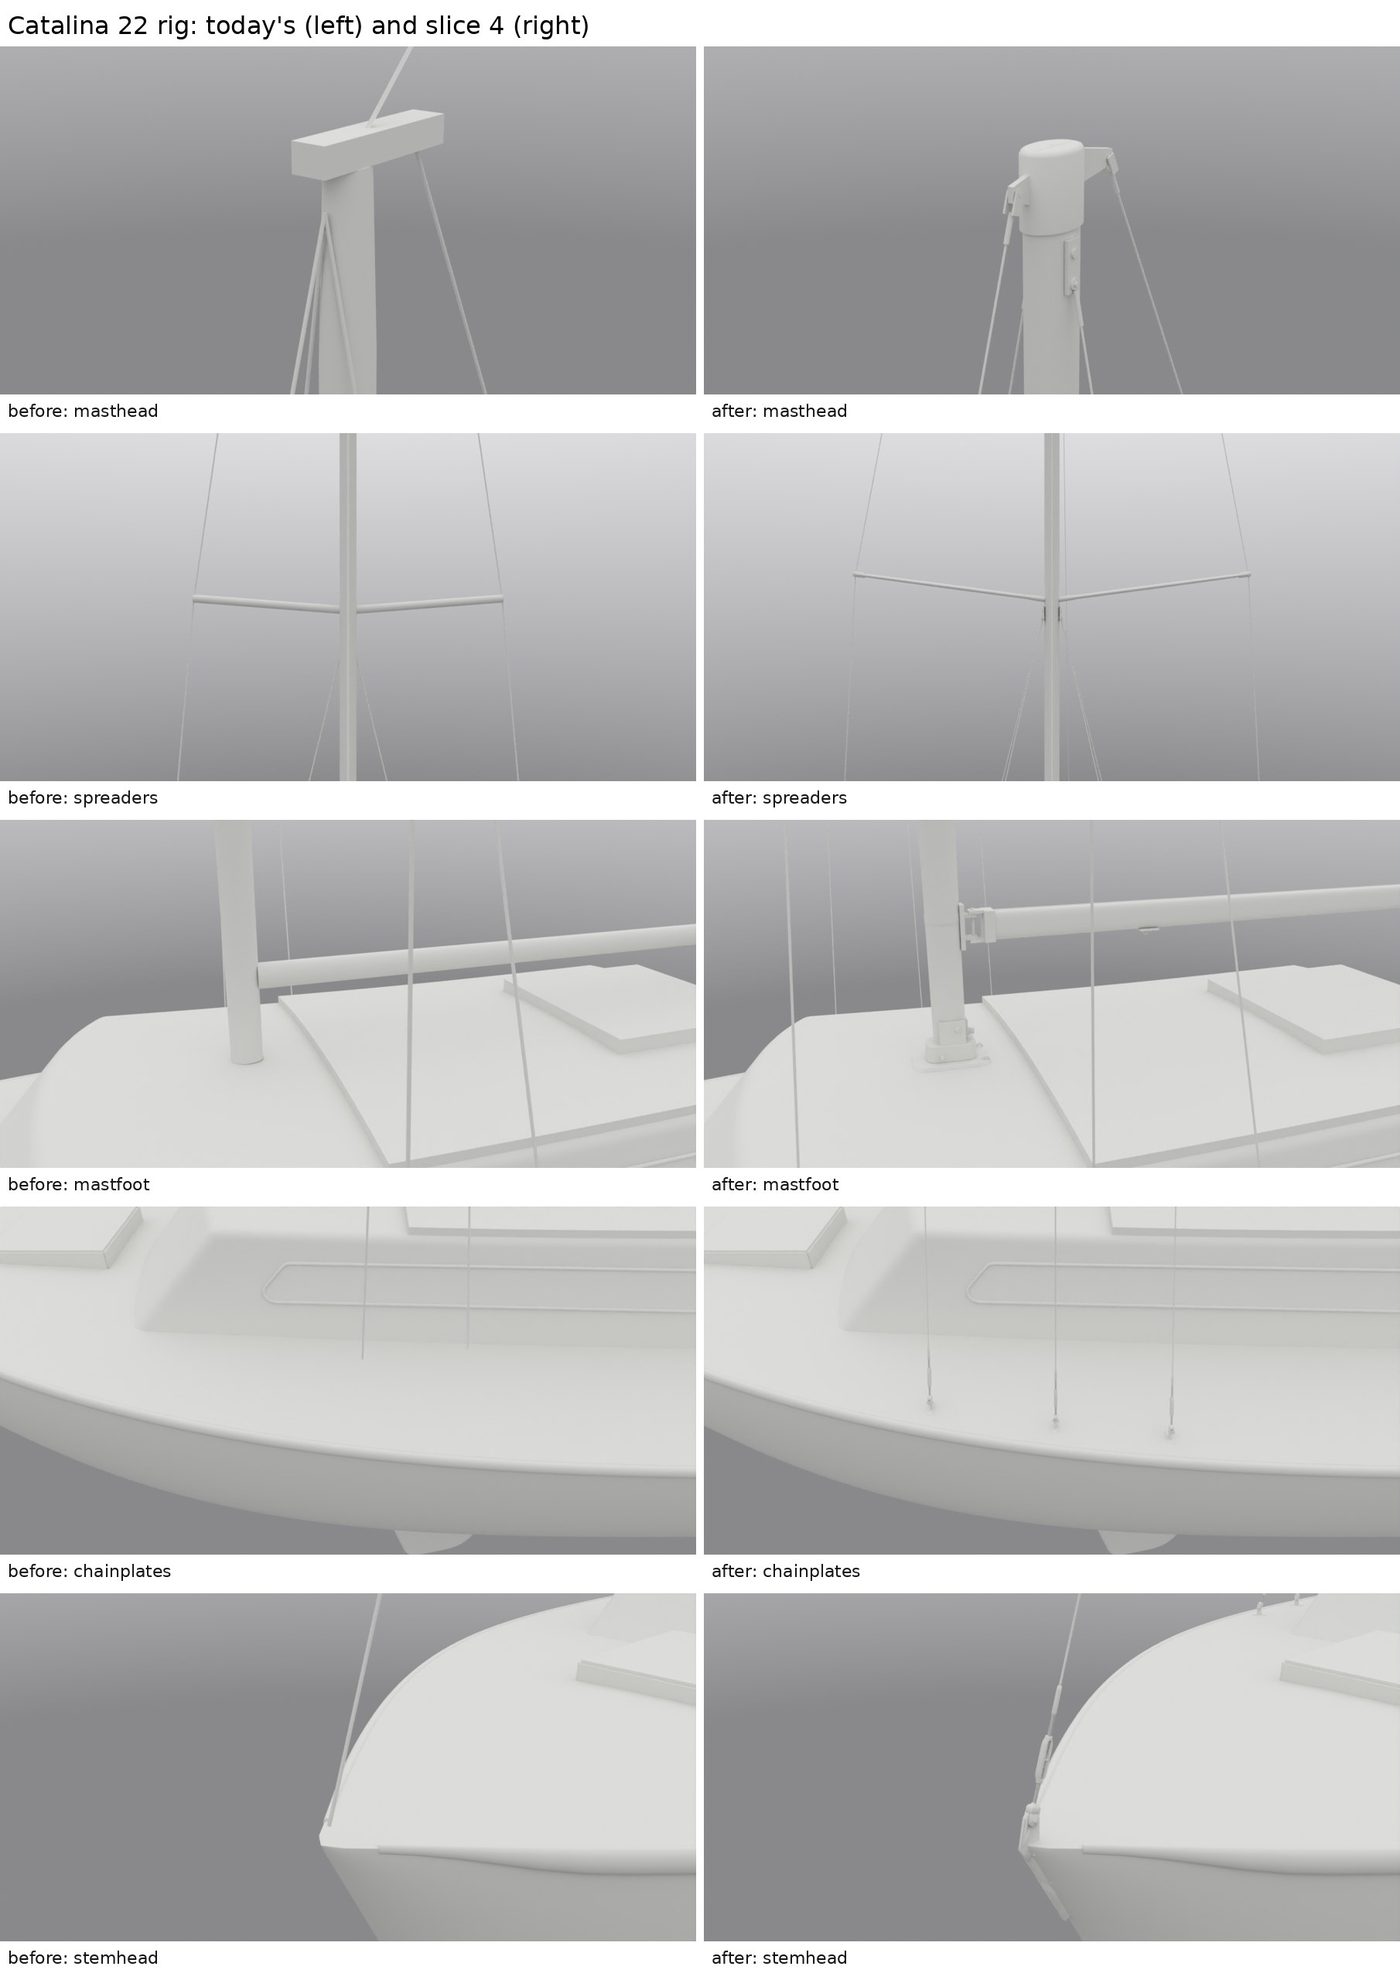 Catalina 22 rig: today's (left) and slice 4 (right)
before: masthead
after: masthead
before: spreaders
after: spreaders
before: mastfoot
after: mastfoot
before: chainplates
after: chainplates
before: stemhead
after: stemhead